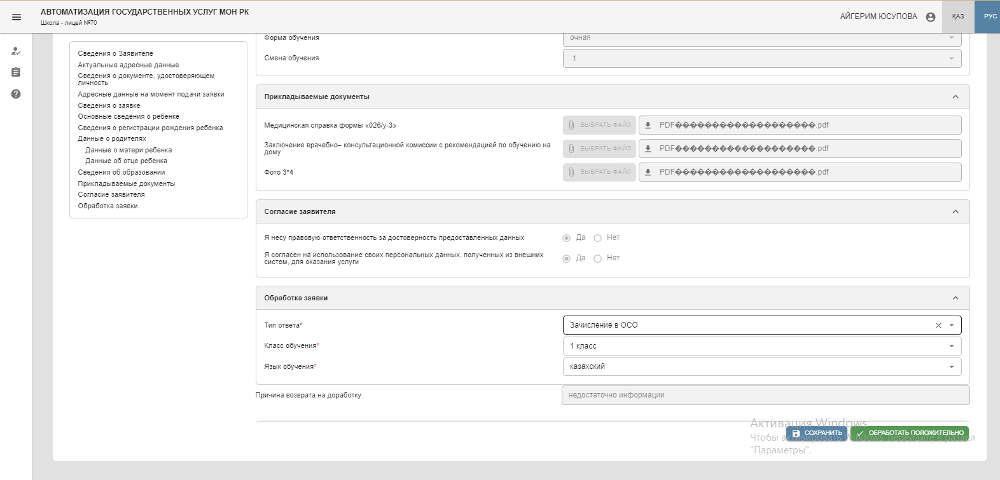 АВТОМАТИЗАЦИЯ ГОСУДАРСТВЕННЫХ УСЛУГ МОН РК
Школа - лицей №70
АЙГЕРИМ ЮСУПОВА
ҚАЗ
РУС
Сведения о Заявителе
Актуальные адресные данные
Сведения о документе, удостоверяющем
личность
Адресные данные на момент подачи заявки
Сведения о заявке
Основные сведения о ребенке
Сведения о регистрации рождения ребенка
Данные о родителях
Данные о матери ребенка
Данные об отце ребенка
Сведения об образовании
Прикладываемые документы
Согласие заявителя
Обработка заявки
Форма обучения
очная
Смена обучения
1
Прикладываемые документы
Медицинская справка формы «026/у-3»
ВЫБРАТЬ ФАЙЛ
PDF����������������������.pdf
Заключение врачебно– консультационной комиссии с рекомендацией по обучению на
дому
ВЫБРАТЬ ФАЙЛ
PDF����������������������.pdf
Фото 3*4
ВЫБРАТЬ ФАЙЛ
PDF����������������������.pdf
Согласие заявителя
Я несу правовую ответственность за достоверность предоставленных данных
Да
Нет
Я согласен на использование своих персональных данных, полученных из внешних
систем, для оказания услуги
Да
Нет
Обработка заявки
Тип ответа*
Зачисление в ОСО
Класс обучения*
1 класс
Язык обучения*
казахский
Причина возврата на доработку
недостаточно информации
СОХРАНИТЬ
ОБРАБОТАТЬ ПОЛОЖИТЕЛЬНО
Активация Windows
Чтобы активировать Windows, перейдите в раздел
"Параметры".